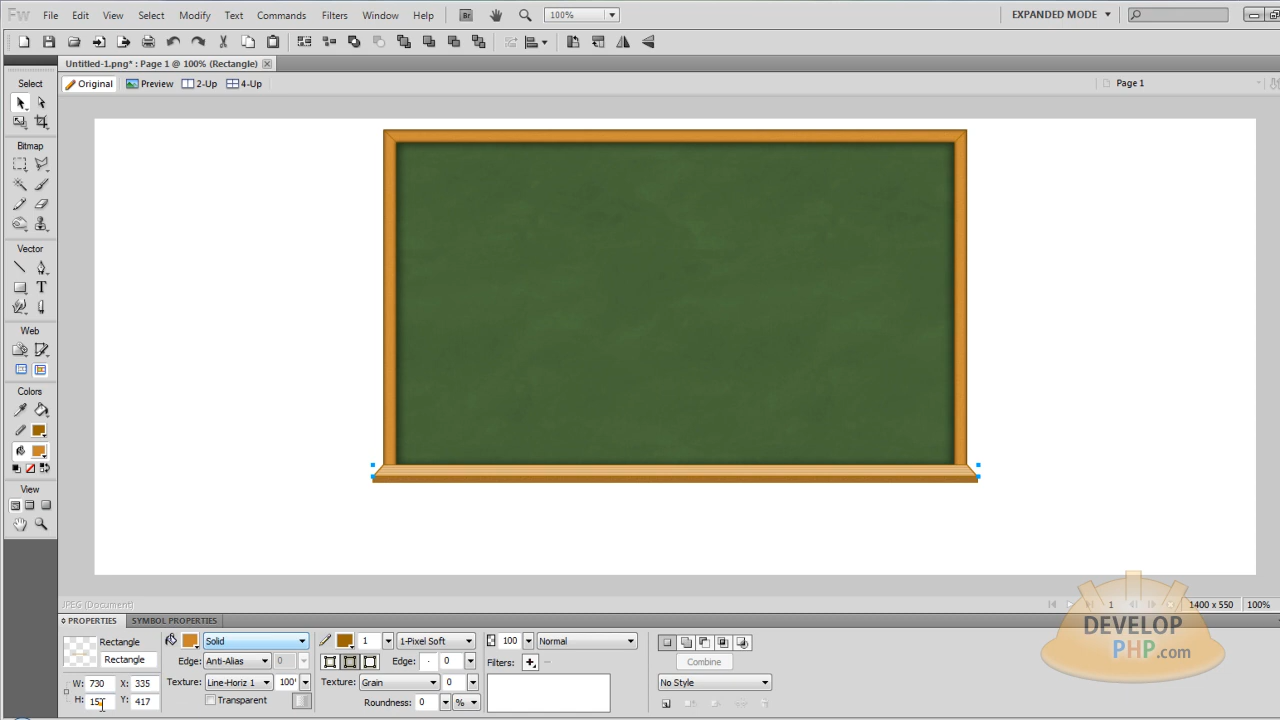 Fw File Edit View Select Modify Text Commands Filters Window Help Br 100% EXPANDED MODE
Untitled-1.png* : Page 1 @ 100% (Rectangle)
Original Preview 2-Up 4-Up Page 1
Select
Bitmap
Vector
T
Web
Colors
View
JPEG (Document) 1 1400 x 550 100%
PROPERTIES SYMBOL PROPERTIES
Rectangle Solid 1 1-Pixel Soft 100 Normal
Rectangle Edge: Anti-Alias 0 Edge: 0 Filters:
Combine
W: 730 X: 335 Texture: Line-Horiz 1 100% Texture: Grain 0 No Style
H: 15 Y: 417 Transparent Roundness: 0 %
DEVELOP
PHP.com